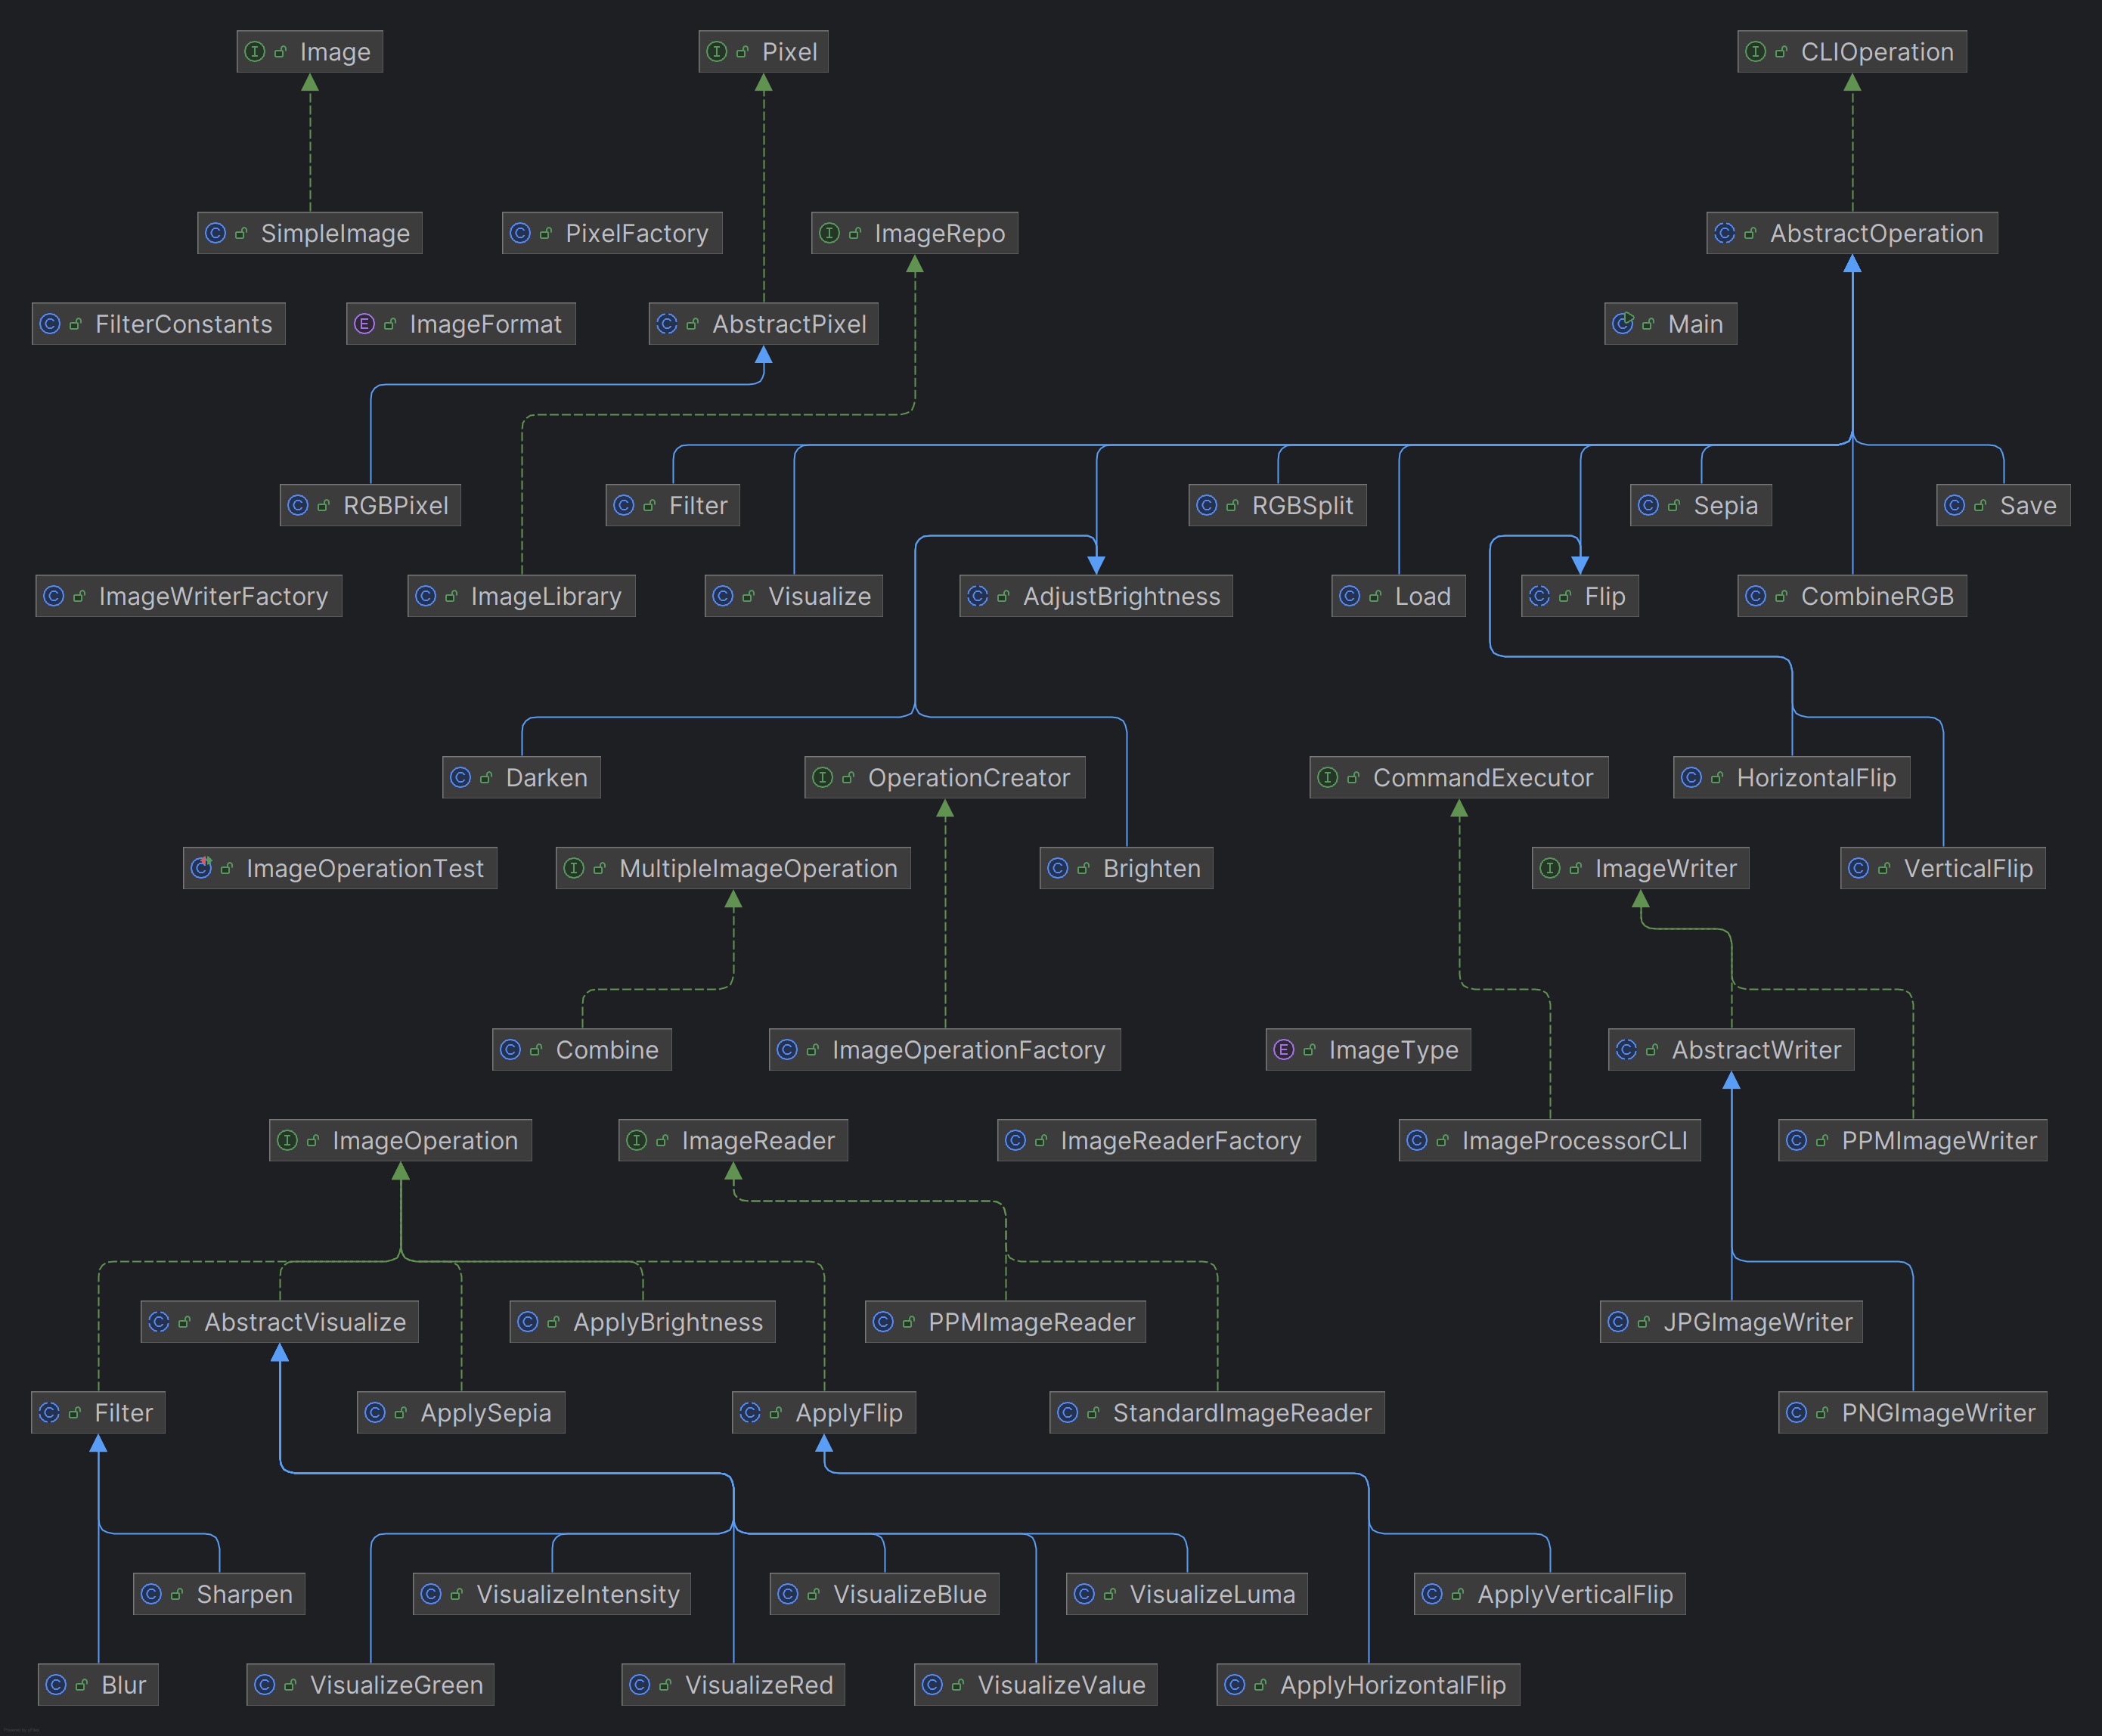 Image
Pixel
CLIOperation
SimpleImage
PixelFactory
ImageRepo
AbstractOperation
FilterConstants
ImageFormat
AbstractPixel
Main
RGBPixel
Filter
RGBSplit
Sepia
Save
ImageWriterFactory
ImageLibrary
Visualize
AdjustBrightness
Load
Flip
CombineRGB
Darken
OperationCreator
CommandExecutor
HorizontalFlip
ImageOperationTest
MultipleImageOperation
Brighten
ImageWriter
VerticalFlip
Combine
ImageOperationFactory
ImageType
AbstractWriter
ImageOperation
ImageReader
ImageReaderFactory
ImageProcessorCLI
PPMImageWriter
AbstractVisualize
ApplyBrightness
PPMImageReader
JPGImageWriter
Filter
ApplySepia
ApplyFlip
StandardImageReader
PNGImageWriter
Sharpen
VisualizeIntensity
VisualizeBlue
VisualizeLuma
ApplyVerticalFlip
Blur
VisualizeGreen
VisualizeRed
VisualizeValue
ApplyHorizontalFlip